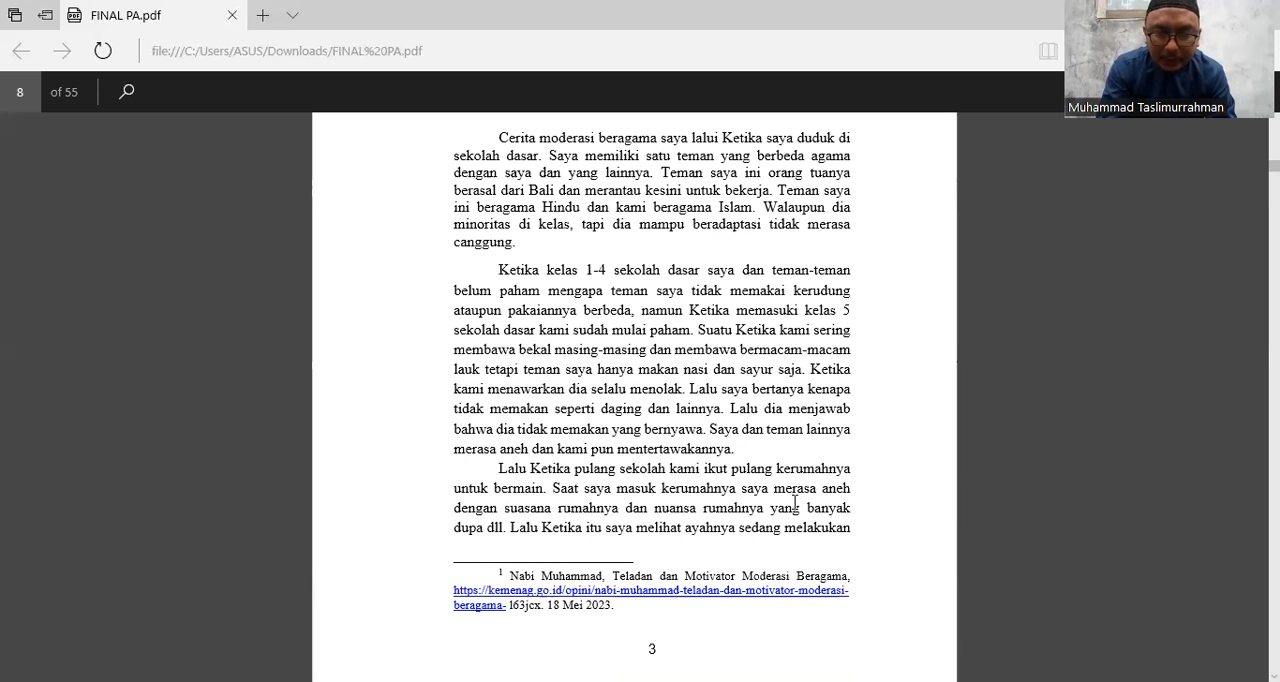 FINAL PA.pdf
file:///C:/Users/ASUS/Downloads/FINAL%20PA.pdf
8 of 55
Muhammad Taslimurrahman
Cerita moderasi beragama saya lalui Ketika saya duduk di
sekolah dasar. Saya memiliki satu teman yang berbeda agama
dengan saya dan yang lainnya. Teman saya ini orang tuanya
berasal dari Bali dan merantau kesini untuk bekerja. Teman saya
ini beragama Hindu dan kami beragama Islam. Walaupun dia
minoritas di kelas, tapi dia mampu beradaptasi tidak merasa
canggung.
Ketika kelas 1-4 sekolah dasar saya dan teman-teman
belum paham mengapa teman saya tidak memakai kerudung
ataupun pakaiannya berbeda, namun Ketika memasuki kelas 5
sekolah dasar kami sudah mulai paham. Suatu Ketika kami sering
membawa bekal masing-masing dan membawa bermacam-macam
lauk tetapi teman saya hanya makan nasi dan sayur saja. Ketika
kami menawarkan dia selalu menolak. Lalu saya bertanya kenapa
tidak memakan seperti daging dan lainnya. Lalu dia menjawab
bahwa dia tidak memakan yang bernyawa. Saya dan teman lainnya
merasa aneh dan kami pun mentertawakannya.
Lalu Ketika pulang sekolah kami ikut pulang kerumahnya
untuk bermain. Saat saya masuk kerumahnya saya merasa aneh
dengan suasana rumahnya dan nuansa rumahnya yang banyak
dupa dll. Lalu Ketika itu saya melihat ayahnya sedang melakukan
1 Nabi Muhammad, Teladan dan Motivator Moderasi Beragama,
https://kemenag.go.id/opini/nabi-muhammad-teladan-dan-motivator-moderasi-
beragama- l63jcx. 18 Mei 2023.
3